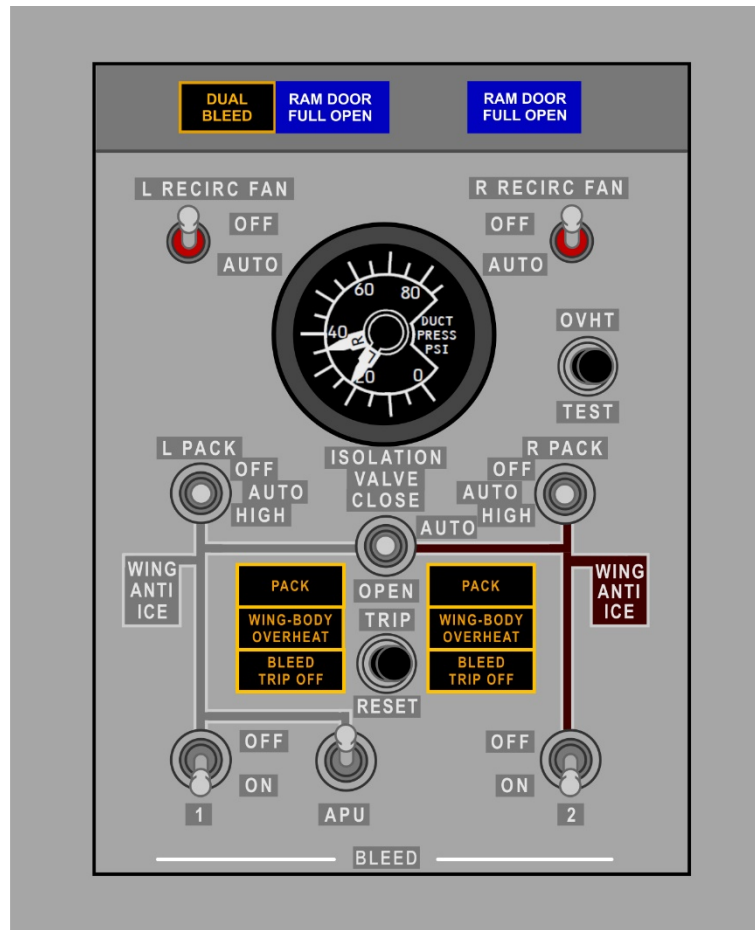 DUAL
BLEED
RAM DOOR
FULL OPEN
RAM DOOR
FULL OPEN
L RECIRC FAN
OFF
AUTO
R RECIRC FAN
OFF
AUTO
80
60
40
20
0
DUCT
PRESS
PSI
R
L
OVHT
TEST
L PACK
OFF
AUTO
HIGH
ISOLATION
VALVE
CLOSE
AUTO
OPEN
R PACK
OFF
AUTO
HIGH
WING
ANTI
ICE
PACK
WING-BODY
OVERHEAT
BLEED
TRIP OFF
TRIP
RESET
PACK
WING-BODY
OVERHEAT
BLEED
TRIP OFF
WING
ANTI
ICE
OFF
ON
1
APU
OFF
ON
2
BLEED